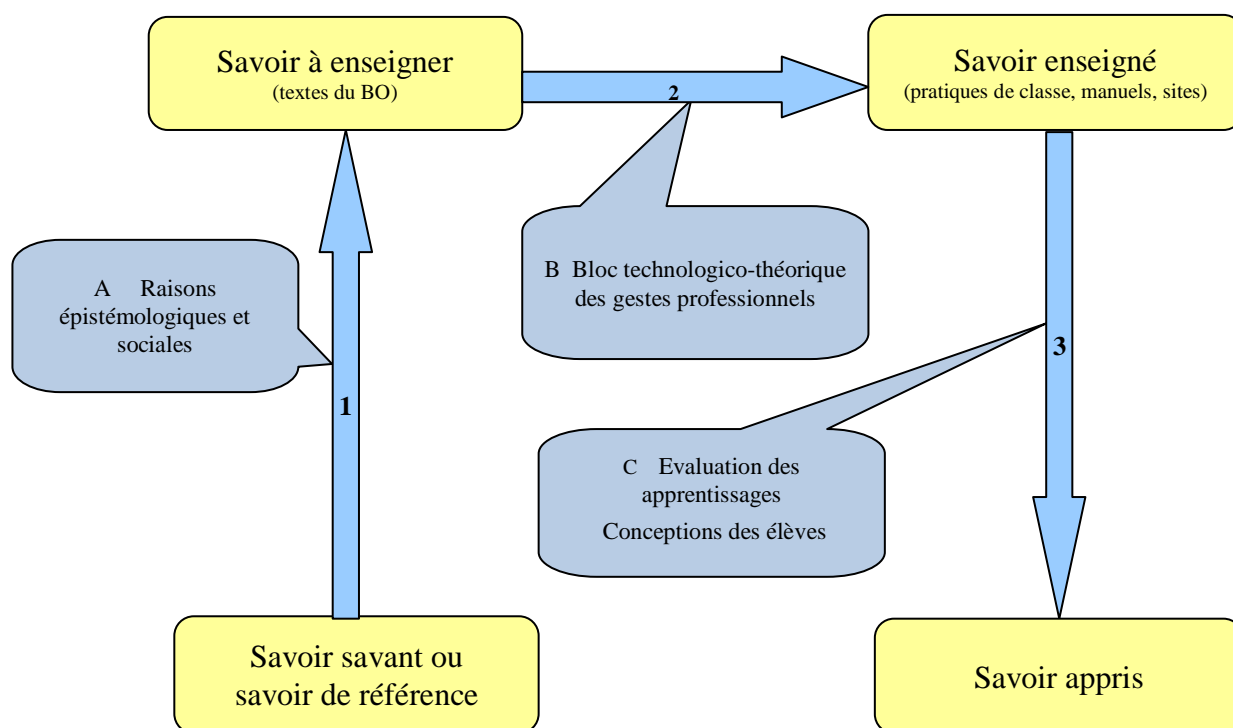 Savoir à enseigner
(textes du BO)
2
Savoir enseigné
(pratiques de classe, manuels, sites)
A Raisons
épistémologiques et
sociales
B Bloc technologico-théorique
des gestes professionnels
1
3
C Evaluation des
apprentissages
Conceptions des élèves
Savoir savant ou
savoir de référence
Savoir appris